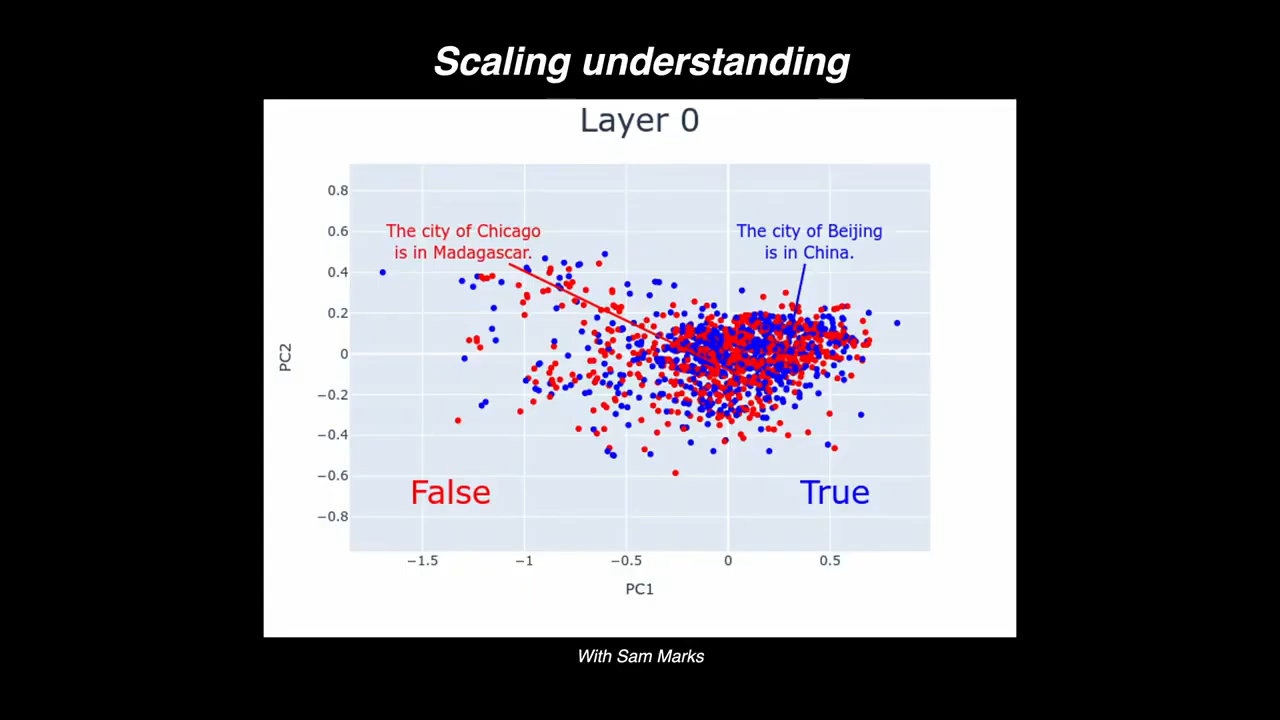 Scaling understanding
Layer 0
0.8
0.6
0.4
0.2
0
−0.2
−0.4
−0.6
−0.8
PC2
The city of Chicago
is in Madagascar.
The city of Beijing
is in China.
False
True
−1.5
−1
−0.5
0
0.5
PC1
With Sam Marks